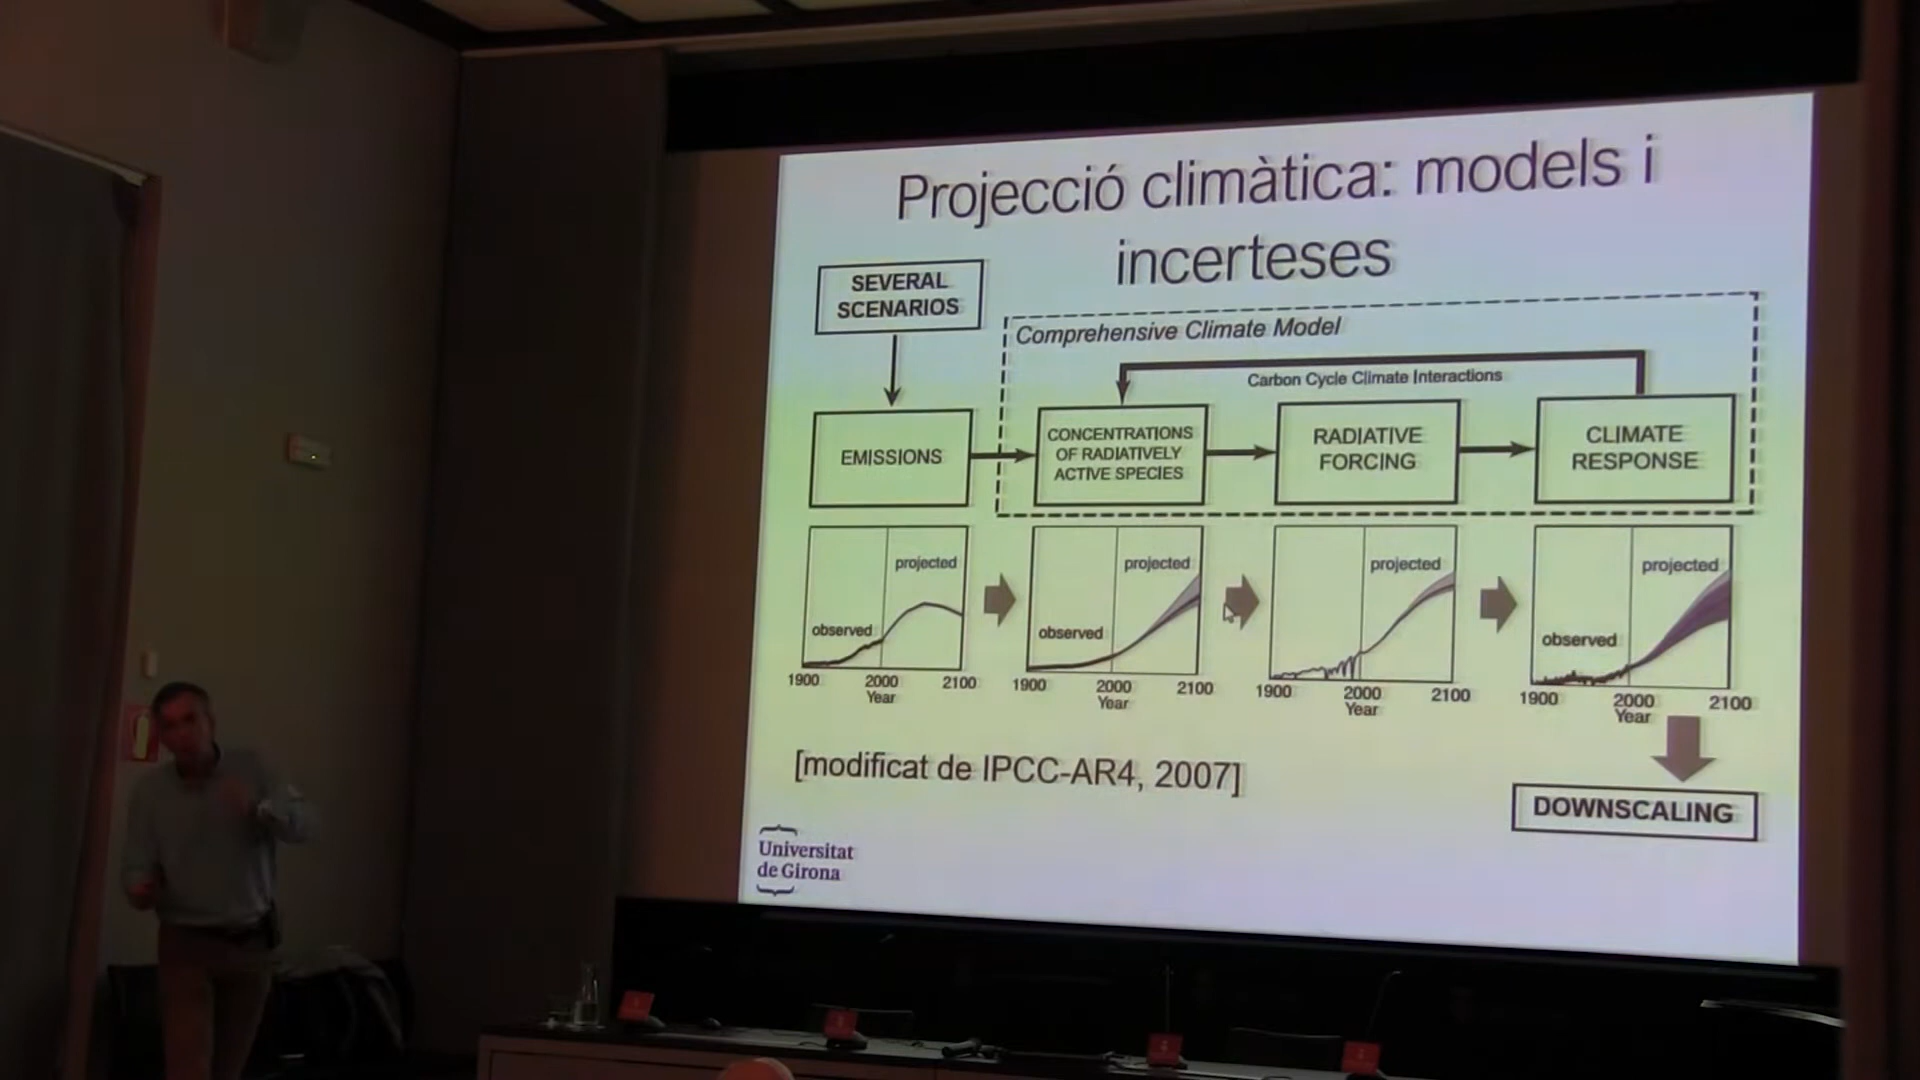 Projecció climàtica: models i
incerteses
SEVERAL
SCENARIOS
Comprehensive Climate Model
Carbon Cycle Climate Interactions
EMISSIONS
CONCENTRATIONS
OF RADIATIVELY
ACTIVE SPECIES
RADIATIVE
FORCING
CLIMATE
RESPONSE
projected
observed
1900
2000
2100
Year
projected
observed
1900
2000
2100
Year
projected
1900
2000
2100
Year
projected
observed
1900
2000
2100
Year
[modificat de IPCC-AR4, 2007]
DOWNSCALING
Universitat
de Girona